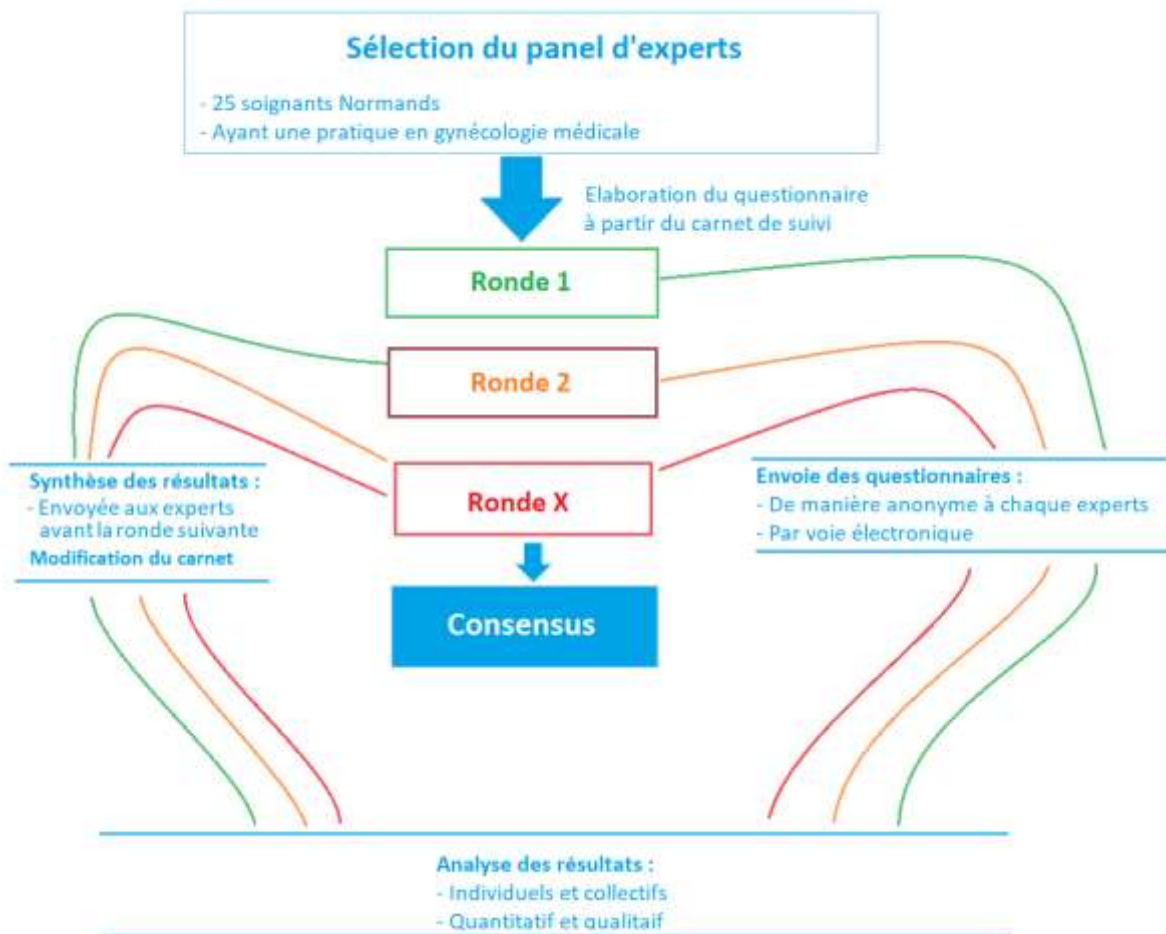 Sélection du panel d'experts
- 25 soignants Normands
- Ayant une pratique en gynécologie médicale
Elaboration du questionnaire
à partir du carnet de suivi
Ronde 1
Ronde 2
Ronde X
Consensus
Synthèse des résultats :
- Envoyée aux experts
avant la ronde suivante
Modification du carnet
Envoie des questionnaires :
- De manière anonyme à chaque experts
- Par voie électronique
Analyse des résultats :
- Individuels et collectifs
- Quantitatif et qualitaif